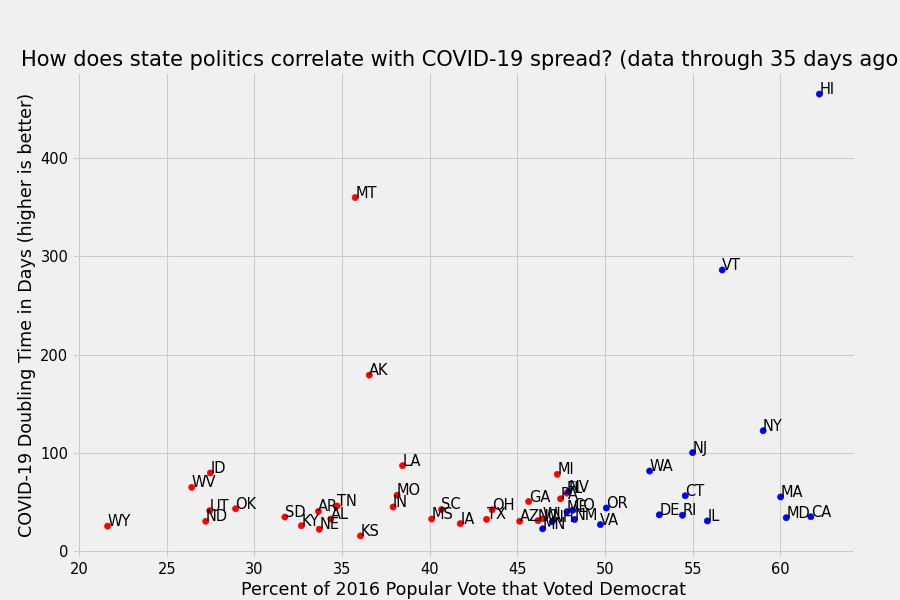 How does state politics correlate with COVID-19 spread? (data through 35 days ago
COVID-19 Doubling Time in Days (higher is better)
400
300
200
100
0
HI
MT
VT
AK
NY
NJ
LA
ID
WV
MI
WA
MO
CT
MA
GA
UT
OK
TN
SC
OH
OR
SD
AR
AL
IN
MS
TX
IA
AZ
NV
CO
NM
VA
DE
RI
IL
MD
CA
WY
ND
KY
NE
KS
20
25
30
35
40
45
50
55
60
Percent of 2016 Popular Vote that Voted Democrat